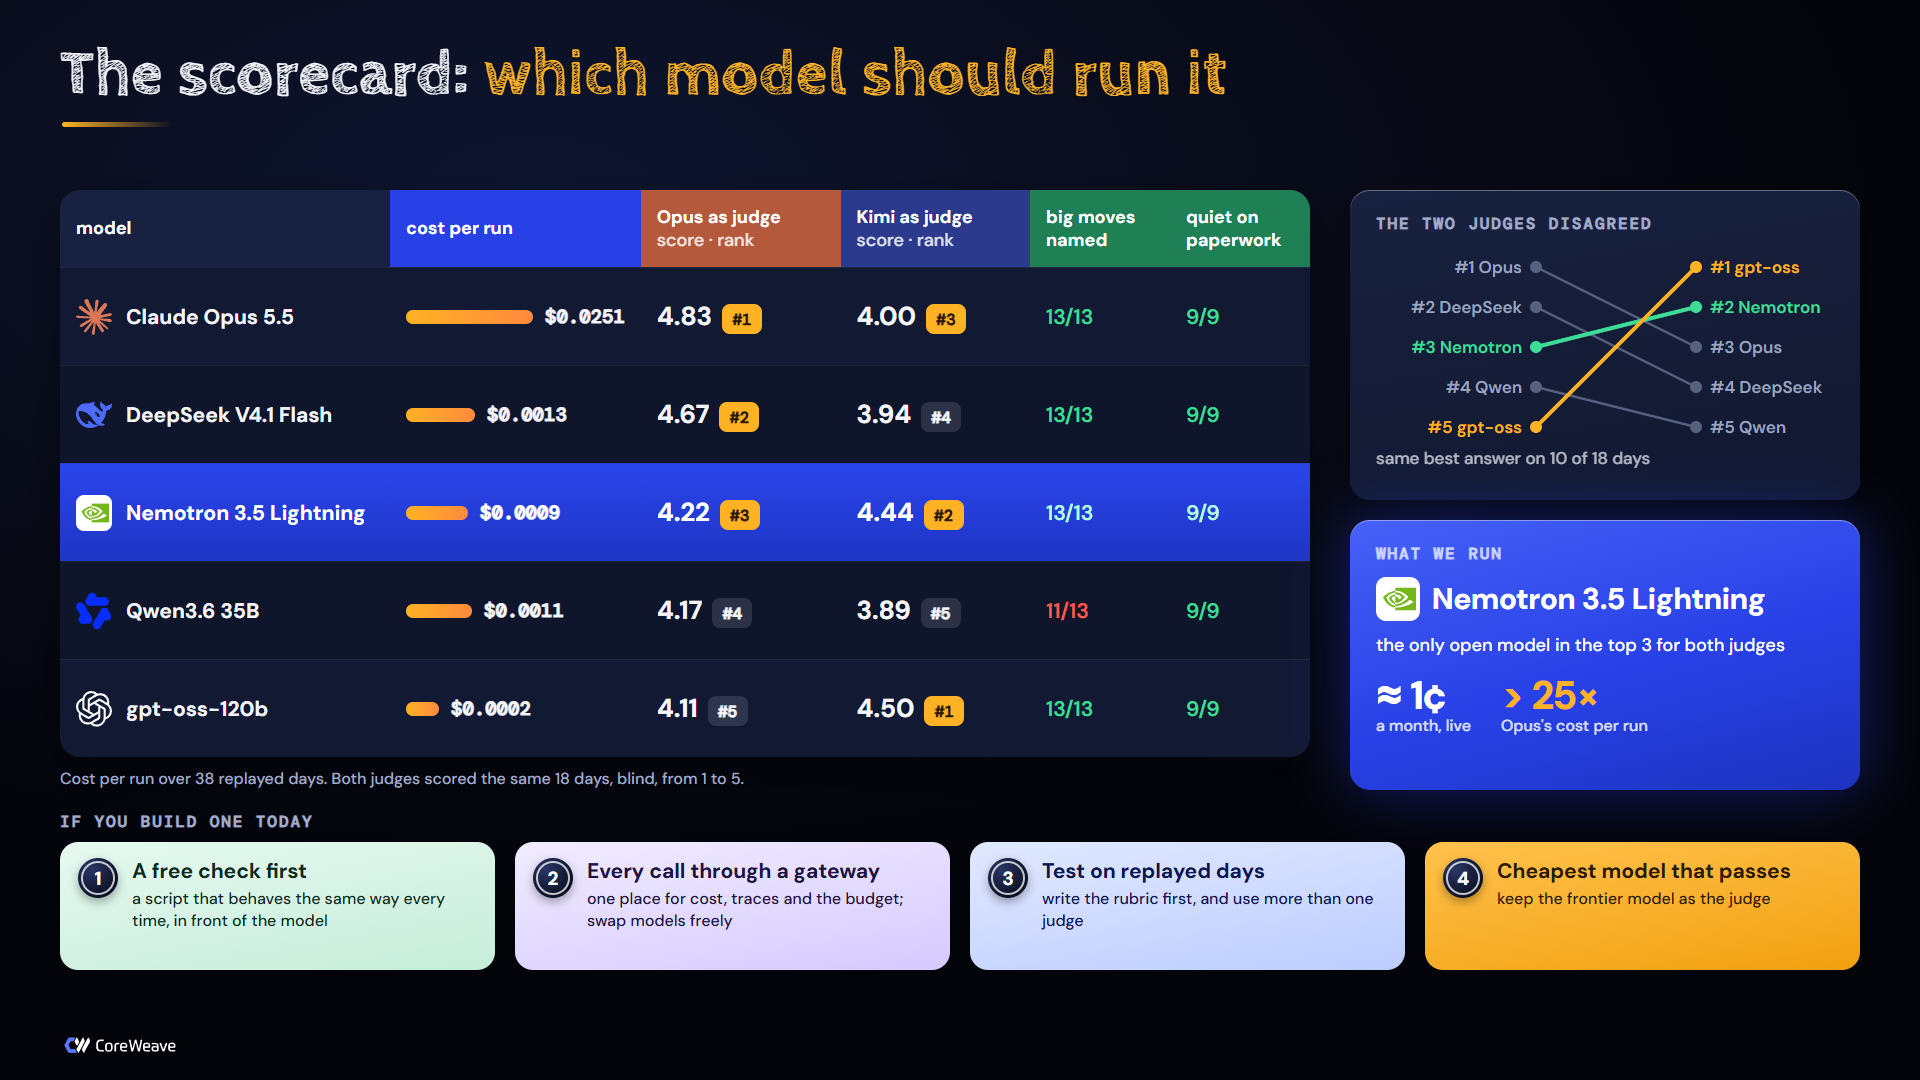 The scorecard: which model should run it
model
cost per run
Opus as judge
score · rank
Kimi as judge
score · rank
big moves
named
quiet on
paperwork
Claude Opus 5.5 $0.0251 4.83 #1 4.00 #3 13/13 9/9
DeepSeek V4.1 Flash $0.0013 4.67 #2 3.94 #4 13/13 9/9
Nemotron 3.5 Lightning $0.0009 4.22 #3 4.44 #2 13/13 9/9
Qwen3.6 35B $0.0011 4.17 #4 3.89 #5 11/13 9/9
gpt-oss-120b $0.0002 4.11 #5 4.50 #1 13/13 9/9
Cost per run over 38 replayed days. Both judges scored the same 18 days, blind, from 1 to 5.
THE TWO JUDGES DISAGREED
#1 Opus #1 gpt-oss
#2 DeepSeek #2 Nemotron
#3 Nemotron #3 Opus
#4 Qwen #4 DeepSeek
#5 gpt-oss #5 Qwen
same best answer on 10 of 18 days
WHAT WE RUN
Nemotron 3.5 Lightning
the only open model in the top 3 for both judges
≈ 1¢
a month, live
> 25×
Opus's cost per run
IF YOU BUILD ONE TODAY
1
A free check first
a script that behaves the same way every
time, in front of the model
2
Every call through a gateway
one place for cost, traces and the budget;
swap models freely
3
Test on replayed days
write the rubric first, and use more than one
judge
4
Cheapest model that passes
keep the frontier model as the judge
CoreWeave